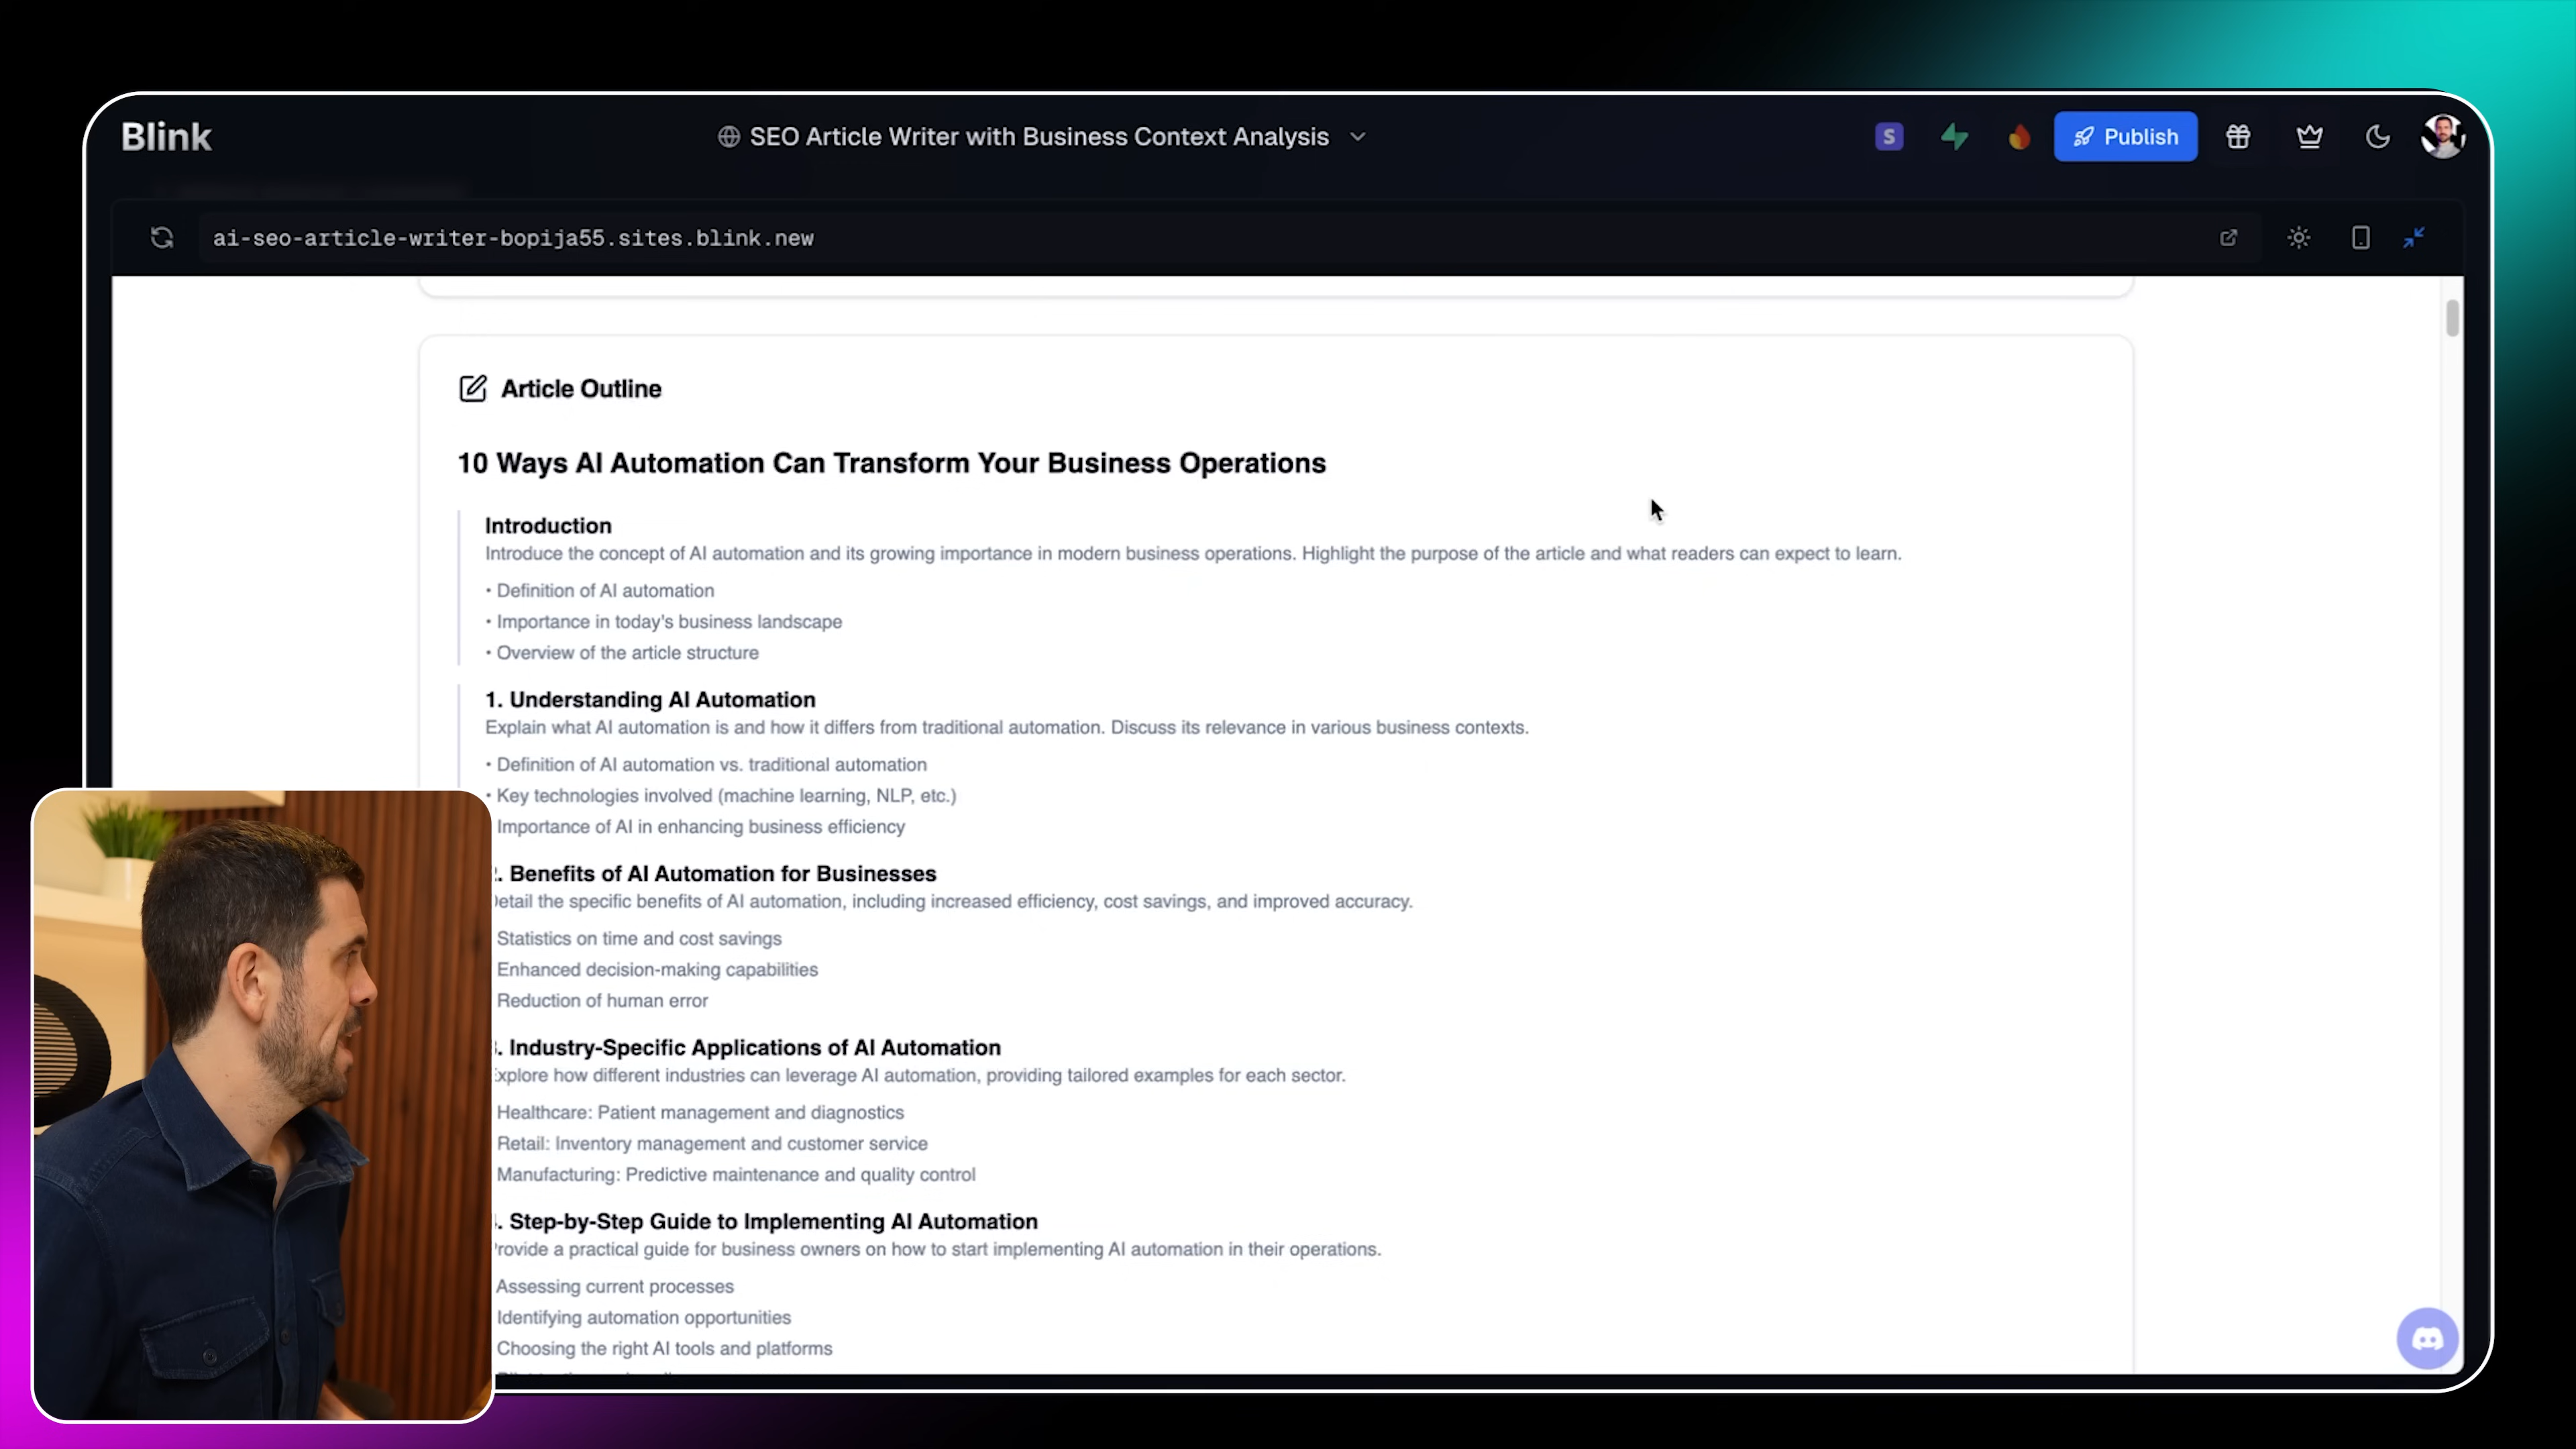 Blink
SEO Article Writer with Business Context Analysis
S
Publish
ai-seo-article-writer-bopija55.sites.blink.new
Article Outline
10 Ways AI Automation Can Transform Your Business Operations
Introduction
Introduce the concept of AI automation and its growing importance in modern business operations. Highlight the purpose of the article and what readers can expect to learn.
• Definition of AI automation
• Importance in today's business landscape
• Overview of the article structure
1. Understanding AI Automation
Explain what AI automation is and how it differs from traditional automation. Discuss its relevance in various business contexts.
• Definition of AI automation vs. traditional automation
• Key technologies involved (machine learning, NLP, etc.)
Importance of AI in enhancing business efficiency
2. Benefits of AI Automation for Businesses
Detail the specific benefits of AI automation, including increased efficiency, cost savings, and improved accuracy.
Statistics on time and cost savings
Enhanced decision-making capabilities
Reduction of human error
3. Industry-Specific Applications of AI Automation
Explore how different industries can leverage AI automation, providing tailored examples for each sector.
Healthcare: Patient management and diagnostics
Retail: Inventory management and customer service
Manufacturing: Predictive maintenance and quality control
4. Step-by-Step Guide to Implementing AI Automation
Provide a practical guide for business owners on how to start implementing AI automation in their operations.
Assessing current processes
Identifying automation opportunities
Choosing the right AI tools and platforms